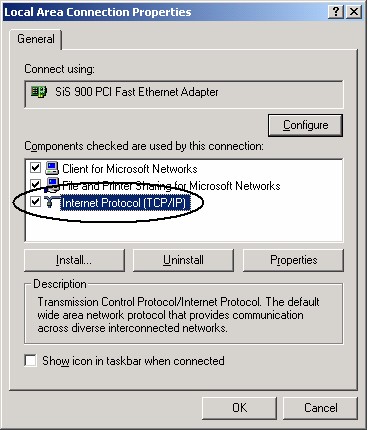 Local Area Connection Properties
General
Connect using:
SiS 900 PCI Fast Ethernet Adapter
Configure
Components checked are used by this connection:
Client for Microsoft Networks
File and Printer Sharing for Microsoft Networks
Internet Protocol (TCP/IP)
Install... Uninstall Properties
Description
Transmission Control Protocol/Internet Protocol. The default
wide area network protocol that provides communication
across diverse interconnected networks.
Show icon in taskbar when connected
OK Cancel